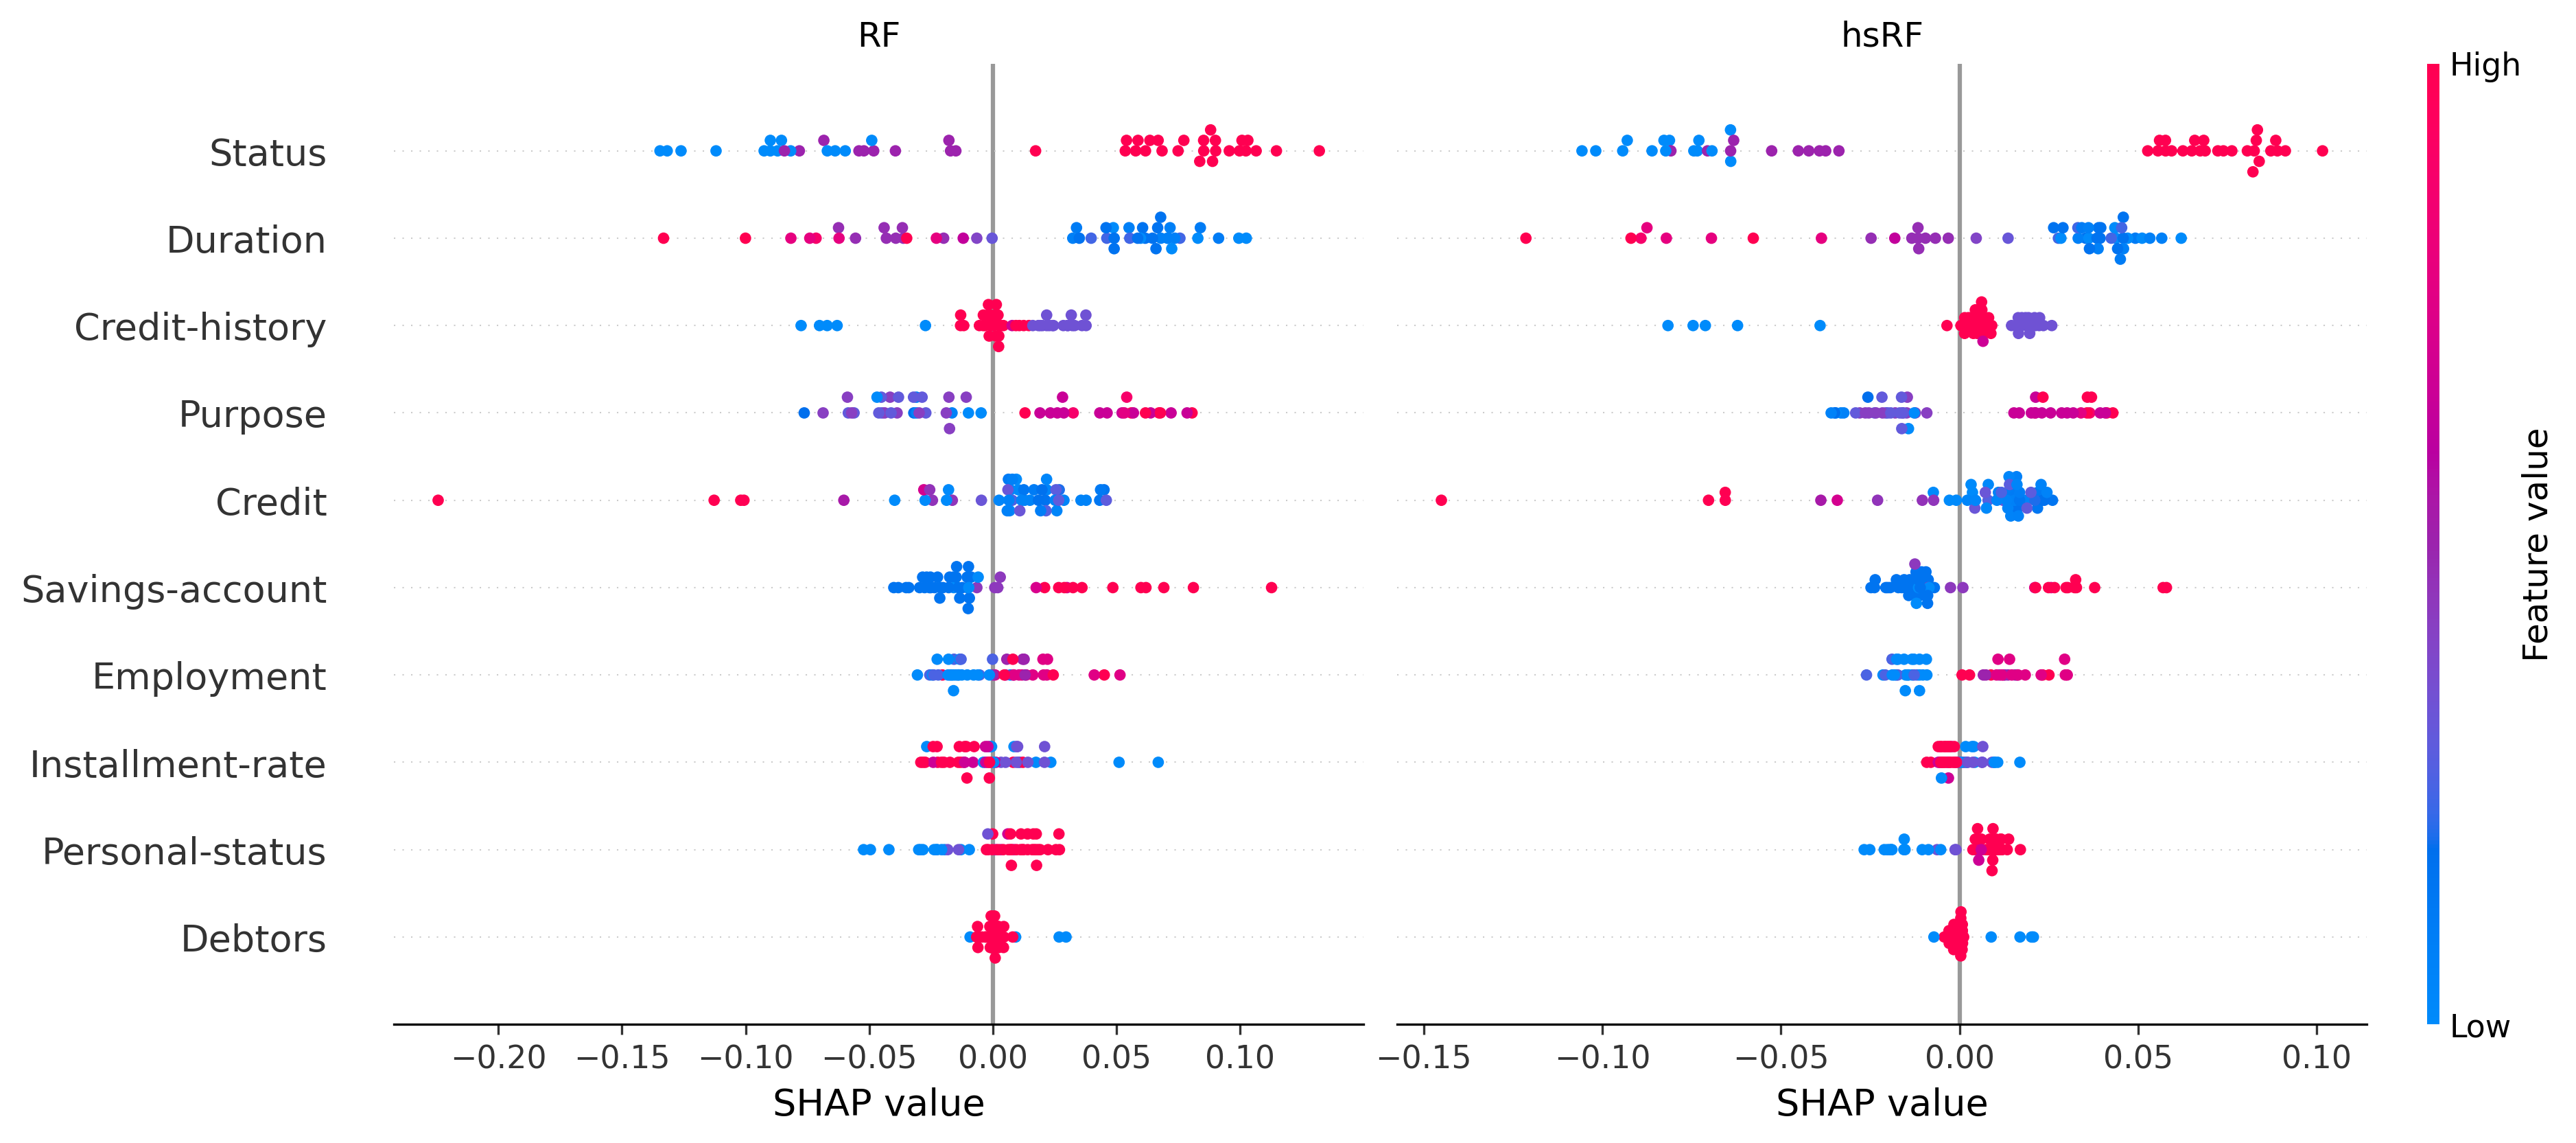 RF
hsRF
High
Status
Duration
Credit-history
Purpose
Credit
Savings-account
Employment
Installment-rate
Personal-status
Debtors
Feature value
Low
−0.20 −0.15 −0.10 −0.05 0.00 0.05 0.10
−0.15 −0.10 −0.05 0.00 0.05 0.10
SHAP value
SHAP value